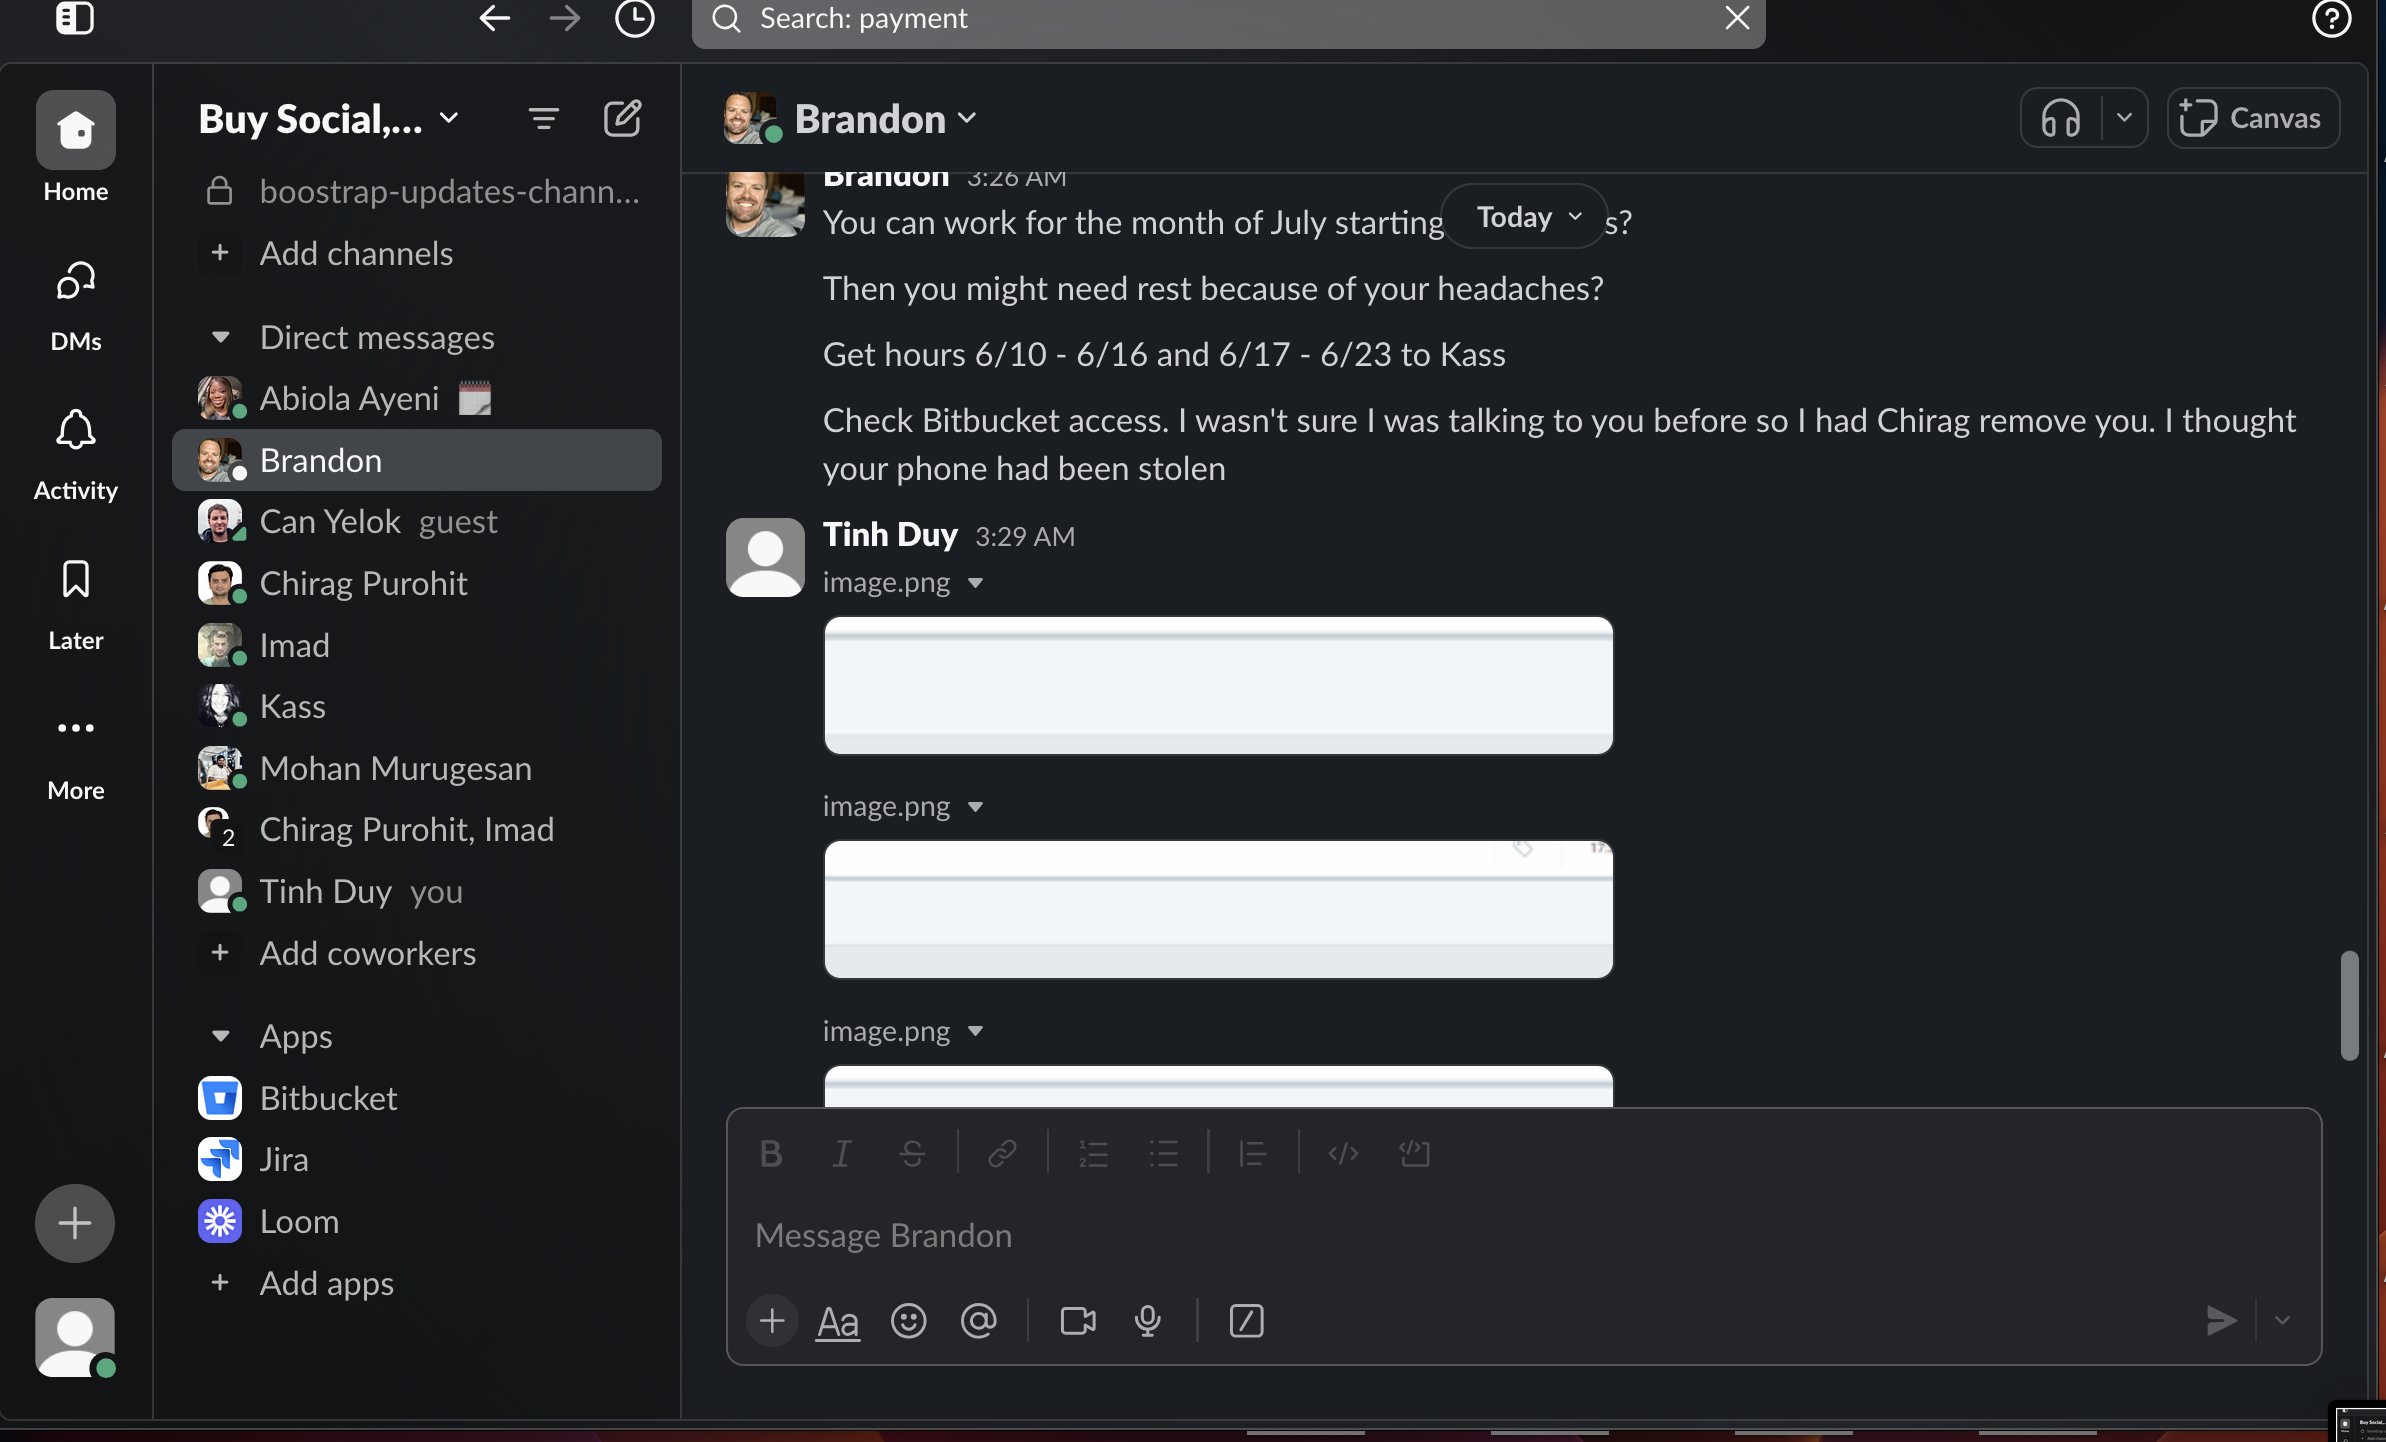 Search: payment
Home
DMs
Activity
Later
More
Buy Social,...
boostrap-updates-chann...
Add channels
Direct messages
Abiola Ayeni
Brandon
Can Yelok guest
Chirag Purohit
Imad
Kass
Mohan Murugesan
2 Chirag Purohit, Imad
Tinh Duy you
Add coworkers
Apps
Bitbucket
Jira
Loom
Add apps
Brandon
Canvas
Today
Brandon 3:26 AM
You can work for the month of July starting s?
Then you might need rest because of your headaches?
Get hours 6/10 - 6/16 and 6/17 - 6/23 to Kass
Check Bitbucket access. I wasn't sure I was talking to you before so I had Chirag remove you. I thought
your phone had been stolen
Tinh Duy 3:29 AM
image.png
image.png
17...
image.png
Message Brandon
Aa